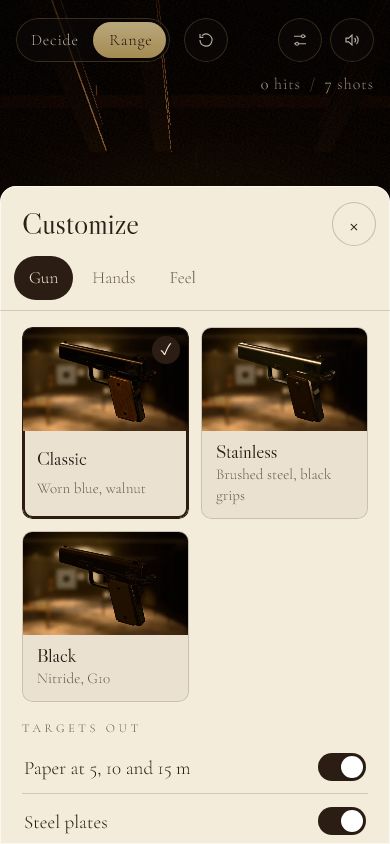 Decide Range
0 hits / 7 shots
Customize
×
Gun Hands Feel
Classic
Worn blue, walnut
Stainless
Brushed steel, black
grips
Black
Nitride, G10
TARGETS OUT
Paper at 5, 10 and 15 m
Steel plates